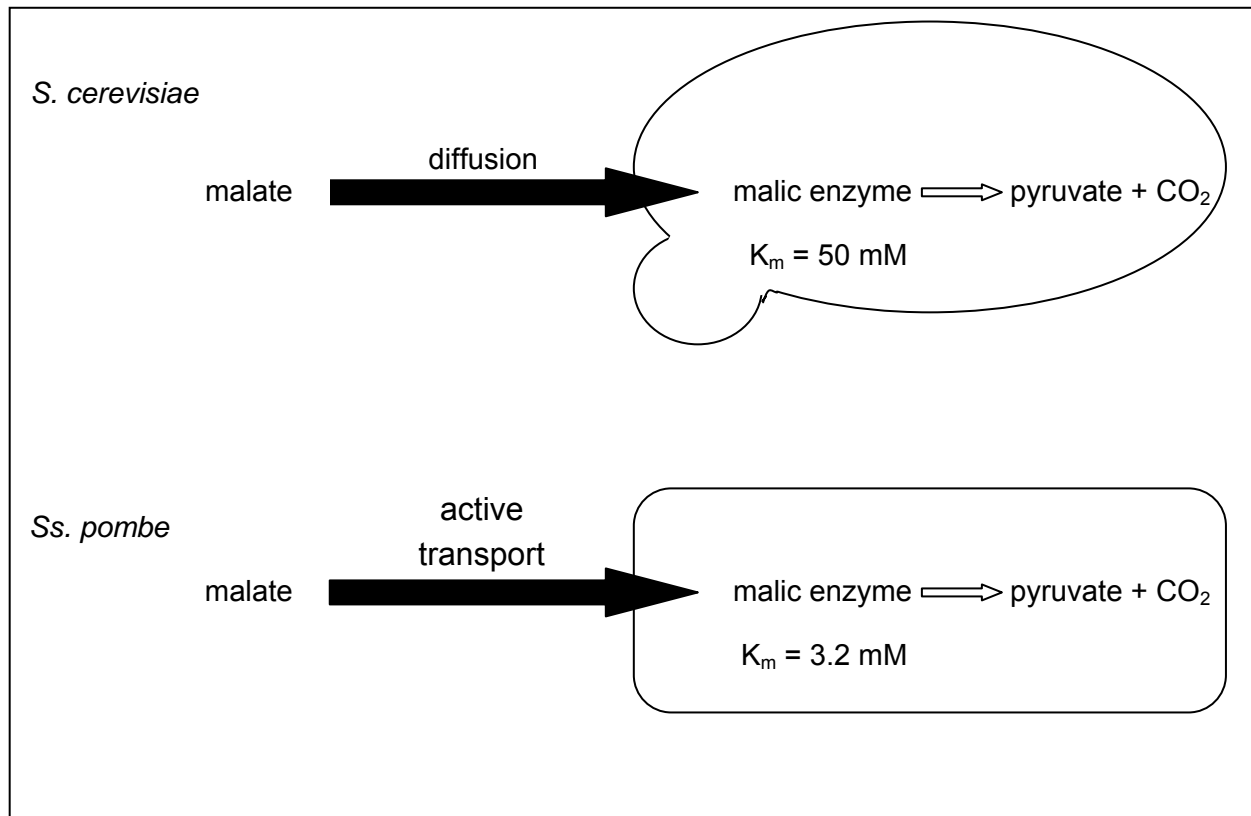 S. cerevisiae
diffusion
malate
malic enzyme
pyruvate + CO₂
Kₘ = 50 mM
Ss. pombe
active
transport
malate
malic enzyme
pyruvate + CO₂
Kₘ = 3.2 mM